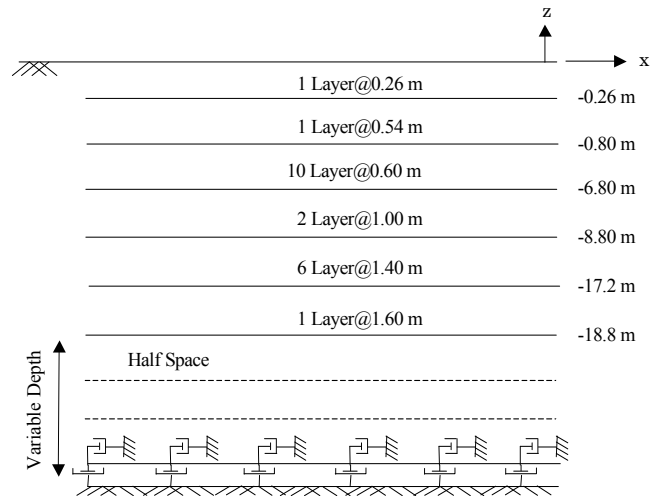 z
x
1 Layer@0.26 m
-0.26 m
1 Layer@0.54 m
-0.80 m
10 Layer@0.60 m
-6.80 m
2 Layer@1.00 m
-8.80 m
6 Layer@1.40 m
-17.2 m
1 Layer@1.60 m
-18.8 m
Half Space
Variable Depth